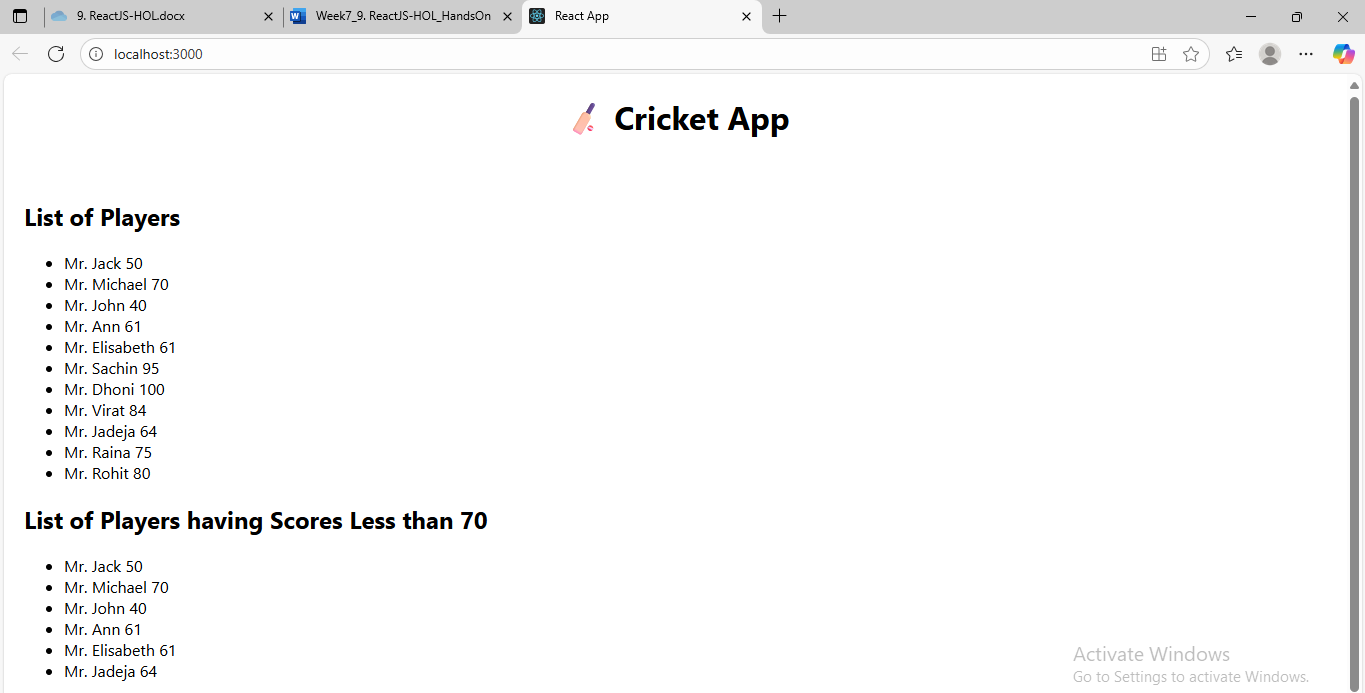 9. ReactJS-HOL.docx
Week7_9. ReactJS-HOL_HandsOn
React App
localhost:3000
Cricket App
List of Players
Mr. Jack 50
Mr. Michael 70
Mr. John 40
Mr. Ann 61
Mr. Elisabeth 61
Mr. Sachin 95
Mr. Dhoni 100
Mr. Virat 84
Mr. Jadeja 64
Mr. Raina 75
Mr. Rohit 80
List of Players having Scores Less than 70
Mr. Jack 50
Mr. Michael 70
Mr. John 40
Mr. Ann 61
Mr. Elisabeth 61
Mr. Jadeja 64
Activate Windows
Go to Settings to activate Windows.